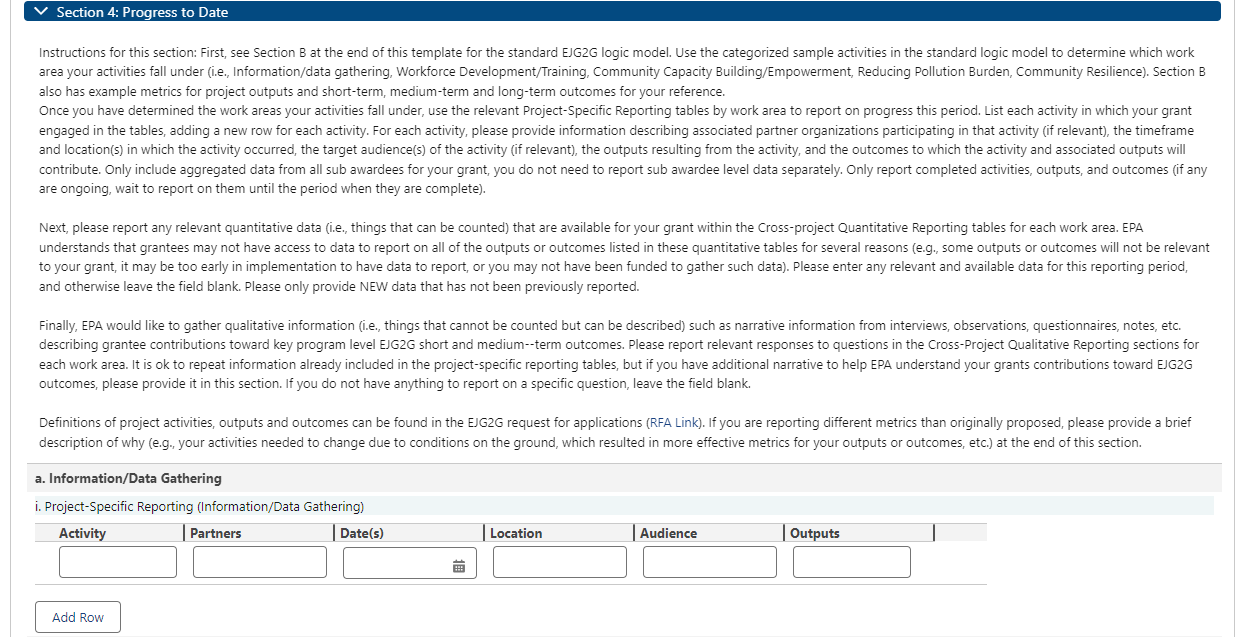 Section 4: Progress to Date
Instructions for this section: First, see Section B at the end of this template for the standard EJG2G logic model. Use the categorized sample activities in the standard logic model to determine which work
area your activities fall under (i.e., Information/data gathering, Workforce Development/Training, Community Capacity Building/Empowerment, Reducing Pollution Burden, Community Resilience). Section B
also has example metrics for project outputs and short-term, medium-term and long-term outcomes for your reference.
Once you have determined the work areas your activities fall under, use the relevant Project-Specific Reporting tables by work area to report on progress this period. List each activity in which your grant
engaged in the tables, adding a new row for each activity. For each activity, please provide information describing associated partner organizations participating in that activity (if relevant), the timeframe
and location(s) in which the activity occurred, the target audience(s) of the activity (if relevant), the outputs resulting from the activity, and the outcomes to which the activity and associated outputs will
contribute. Only include aggregated data from all sub awardees for your grant, you do not need to report sub awardee level data separately. Only report completed activities, outputs, and outcomes (if any
are ongoing, wait to report on them until the period when they are complete).
Next, please report any relevant quantitative data (i.e., things that can be counted) that are available for your grant within the Cross-project Quantitative Reporting tables for each work area. EPA
understands that grantees may not have access to data to report on all of the outputs or outcomes listed in these quantitative tables for several reasons (e.g., some outputs or outcomes will not be relevant
to your grant, it may be too early in implementation to have data to report, or you may not have been funded to gather such data). Please enter any relevant and available data for this reporting period,
and otherwise leave the field blank. Please only provide NEW data that has not been previously reported.
Finally, EPA would like to gather qualitative information (i.e., things that cannot be counted but can be described) such as narrative information from interviews, observations, questionnaires, notes, etc.
describing grantee contributions toward key program level EJG2G short and medium--term outcomes. Please report relevant responses to questions in the Cross-Project Qualitative Reporting sections for
each work area. It is ok to repeat information already included in the project-specific reporting tables, but if you have additional narrative to help EPA understand your grants contributions toward EJG2G
outcomes, please provide it in this section. If you do not have anything to report on a specific question, leave the field blank.
Definitions of project activities, outputs and outcomes can be found in the EJG2G request for applications (RFA Link). If you are reporting different metrics than originally proposed, please provide a brief
description of why (e.g., your activities needed to change due to conditions on the ground, which resulted in more effective metrics for your outputs or outcomes, etc.) at the end of this section.
a. Information/Data Gathering
i. Project-Specific Reporting (Information/Data Gathering)
Activity Partners Date(s) Location Audience Outputs
Add Row